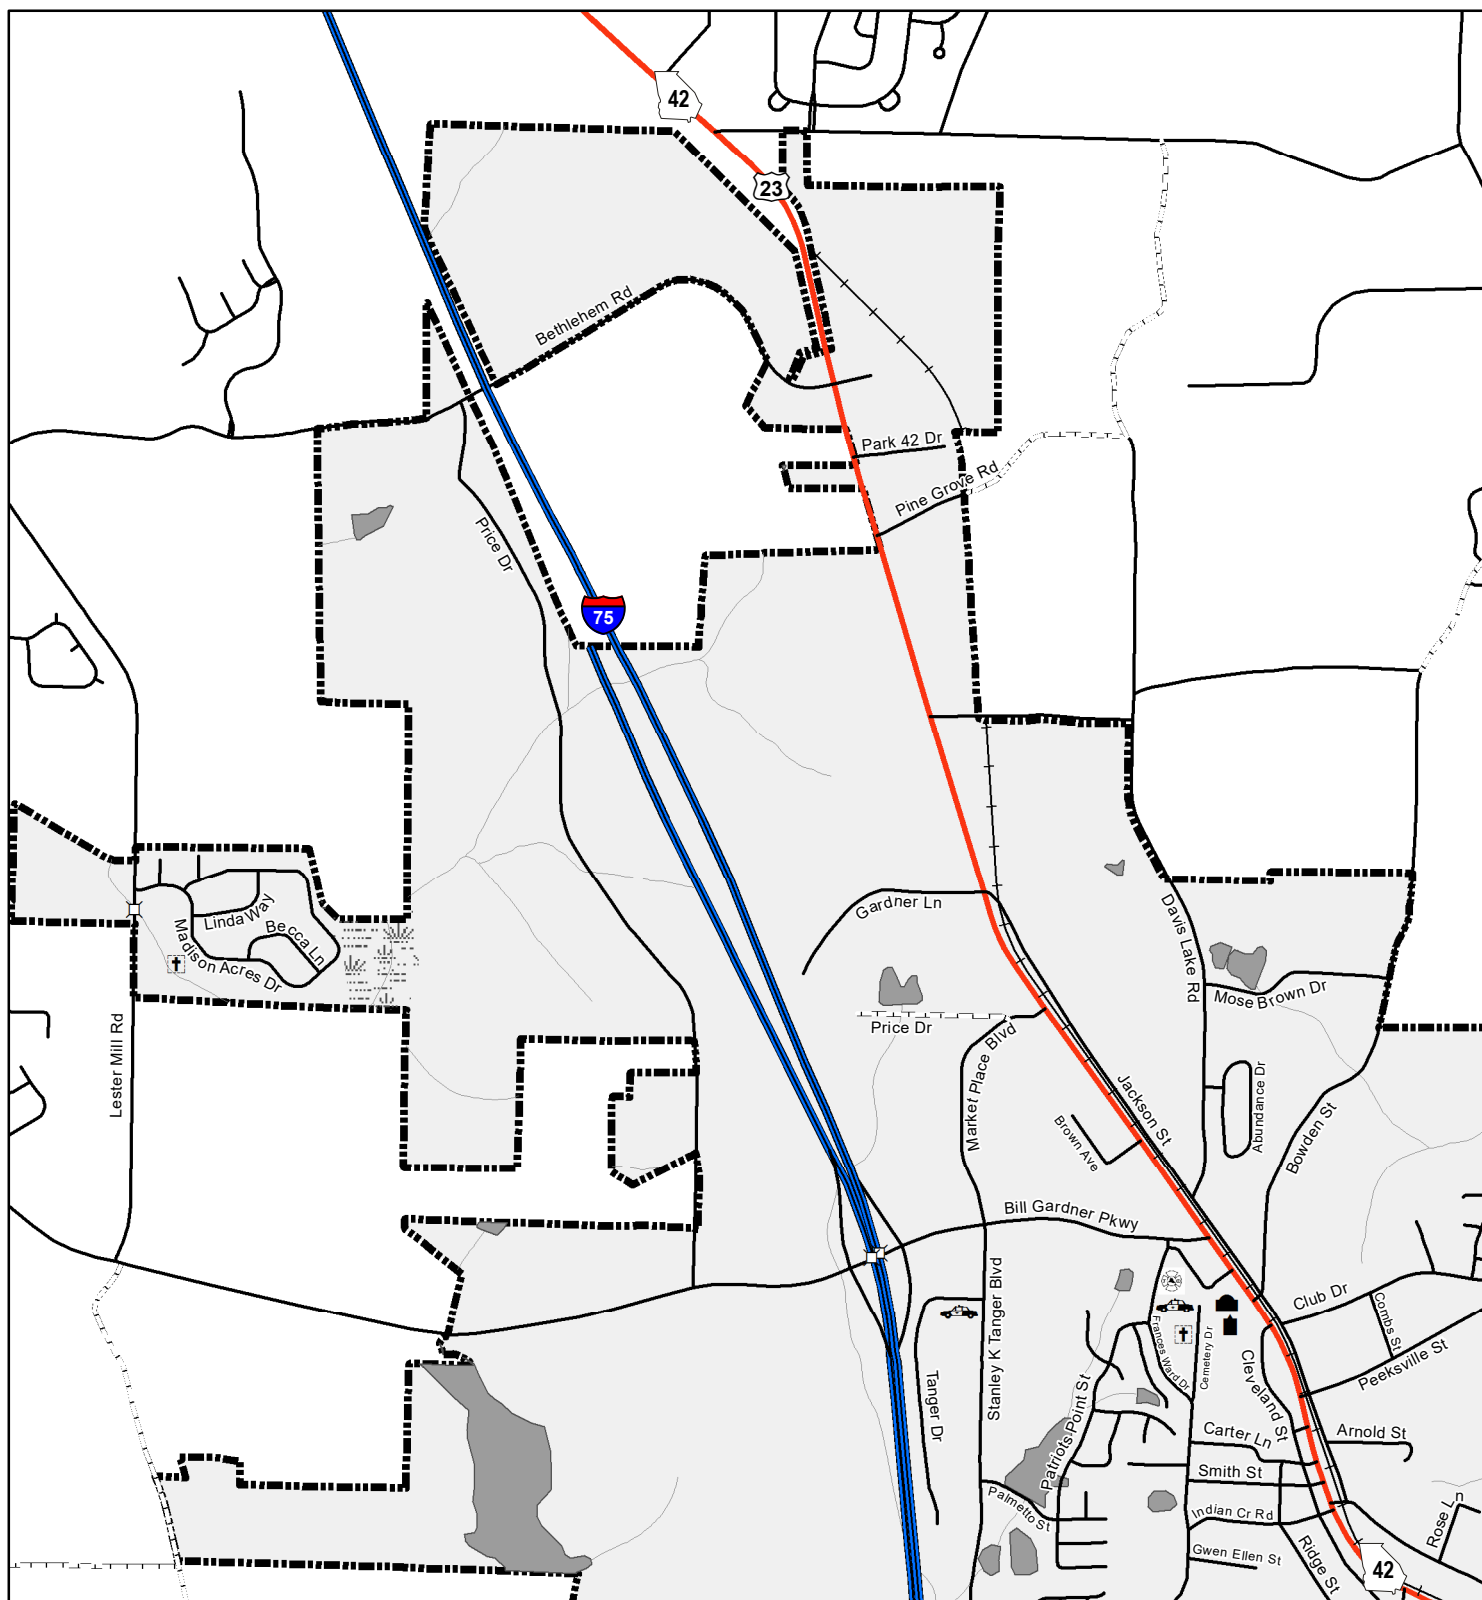 42
23
Bethlehem Rd
Park 42 Dr
Pine Grove Rd
Price Dr
75
Gardner Ln
Linda Way
Becca Ln
Madison Acres Dr
Davis Lake Rd
Mose Brown Dr
Price Dr
Market Place Blvd
Lester Mill Rd
Jackson St
Abundance Dr
Brown Ave
Bowden St
Bill Gardner Pkwy
Stanley K Tanger Blvd
Club Dr
Combs St
Frances Ward Dr
Cemetery Dr
Peeksville St
Cleveland St
Tanger Dr
Patriots Point St
Carter Ln
Arnold St
Smith St
Palmetto St
Indian Cr Rd
Rose Ln
Gwen Ellen St
Ridge St
42